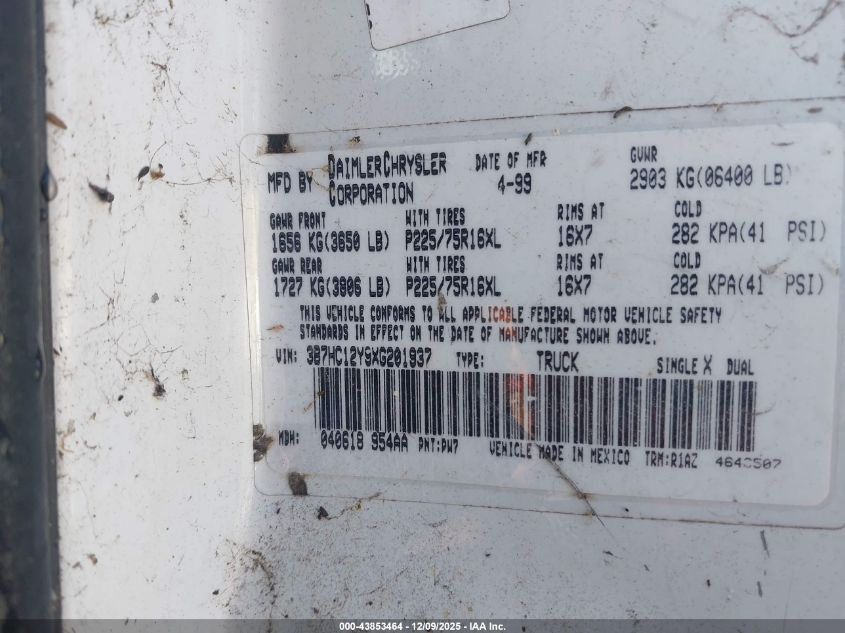 MFD BY DAIMLERCHRYSLER CORPORATION
DATE OF MFR 4-99
GVWR 2903 KG(06400 LB)
GAWR FRONT WITH TIRES RIMS AT COLD
1656 KG(3650 LB) P225/75R16XL 16X7 282 KPA(41 PSI)
GAWR REAR WITH TIRES RIMS AT COLD
1727 KG(3806 LB) P225/75R16XL 16X7 282 KPA(41 PSI)
THIS VEHICLE CONFORMS TO ALL APPLICABLE FEDERAL MOTOR VEHICLE SAFETY
STANDARDS IN EFFECT ON THE DATE OF MANUFACTURE SHOWN ABOVE.
VIN: 3B7HC12Y9XG201937 TYPE: TRUCK SINGLE X DUAL
MDH: 040618 954AA PNT:PW7 VEHICLE MADE IN MEXICO TRM:R1AZ
000-43853464 - 12/09/2025 - IAA Inc.